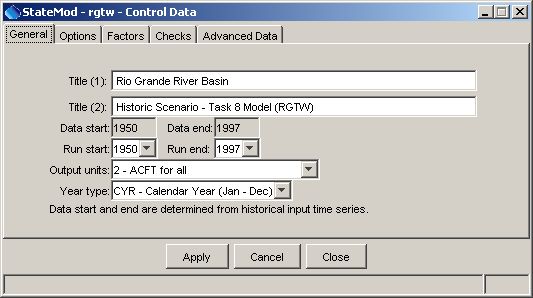 StateMod - rgtw - Control Data
General Options Factors Checks Advanced Data
Title (1): Rio Grande River Basin
Title (2): Historic Scenario - Task 8 Model (RGTW)
Data start: 1950 Data end: 1997
Run start: 1950 Run end: 1997
Output units: 2 - ACFT for all
Year type: CYR - Calendar Year (Jan - Dec)
Data start and end are determined from historical input time series.
Apply Cancel Close